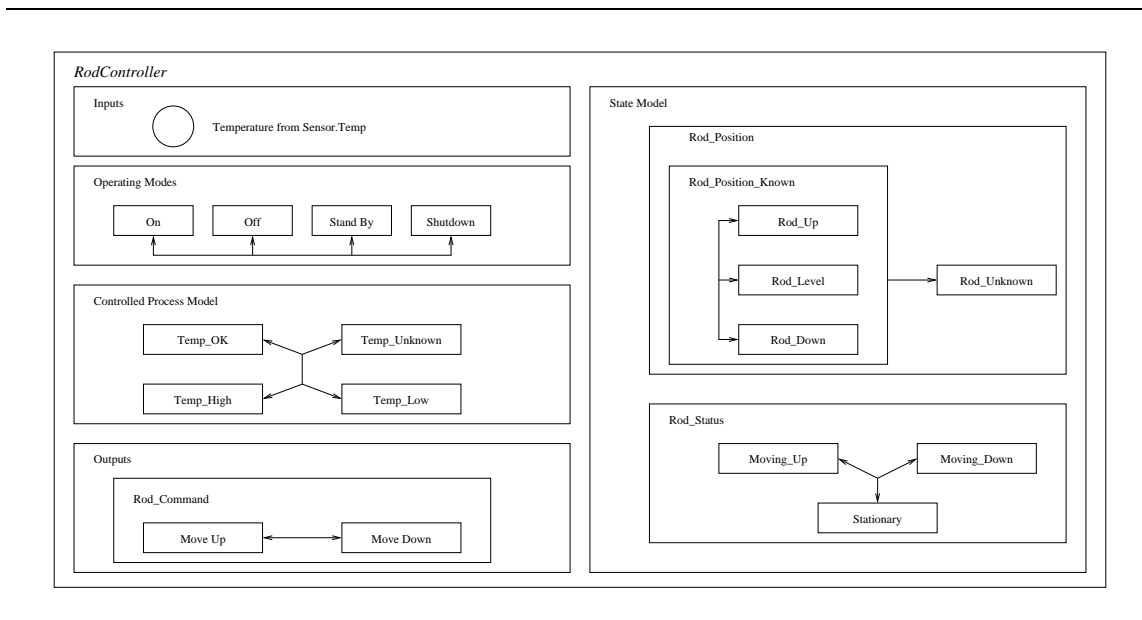 RodController
Inputs
Temperature from Sensor.Temp
Operating Modes
On
Off
Stand By
Shutdown
Controlled Process Model
Temp_OK
Temp_Unknown
Temp_High
Temp_Low
Outputs
Rod_Command
Move Up
Move Down
State Model
Rod_Position
Rod_Position_Known
Rod_Up
Rod_Level
Rod_Unknown
Rod_Down
Rod_Status
Moving_Up
Moving_Down
Stationary